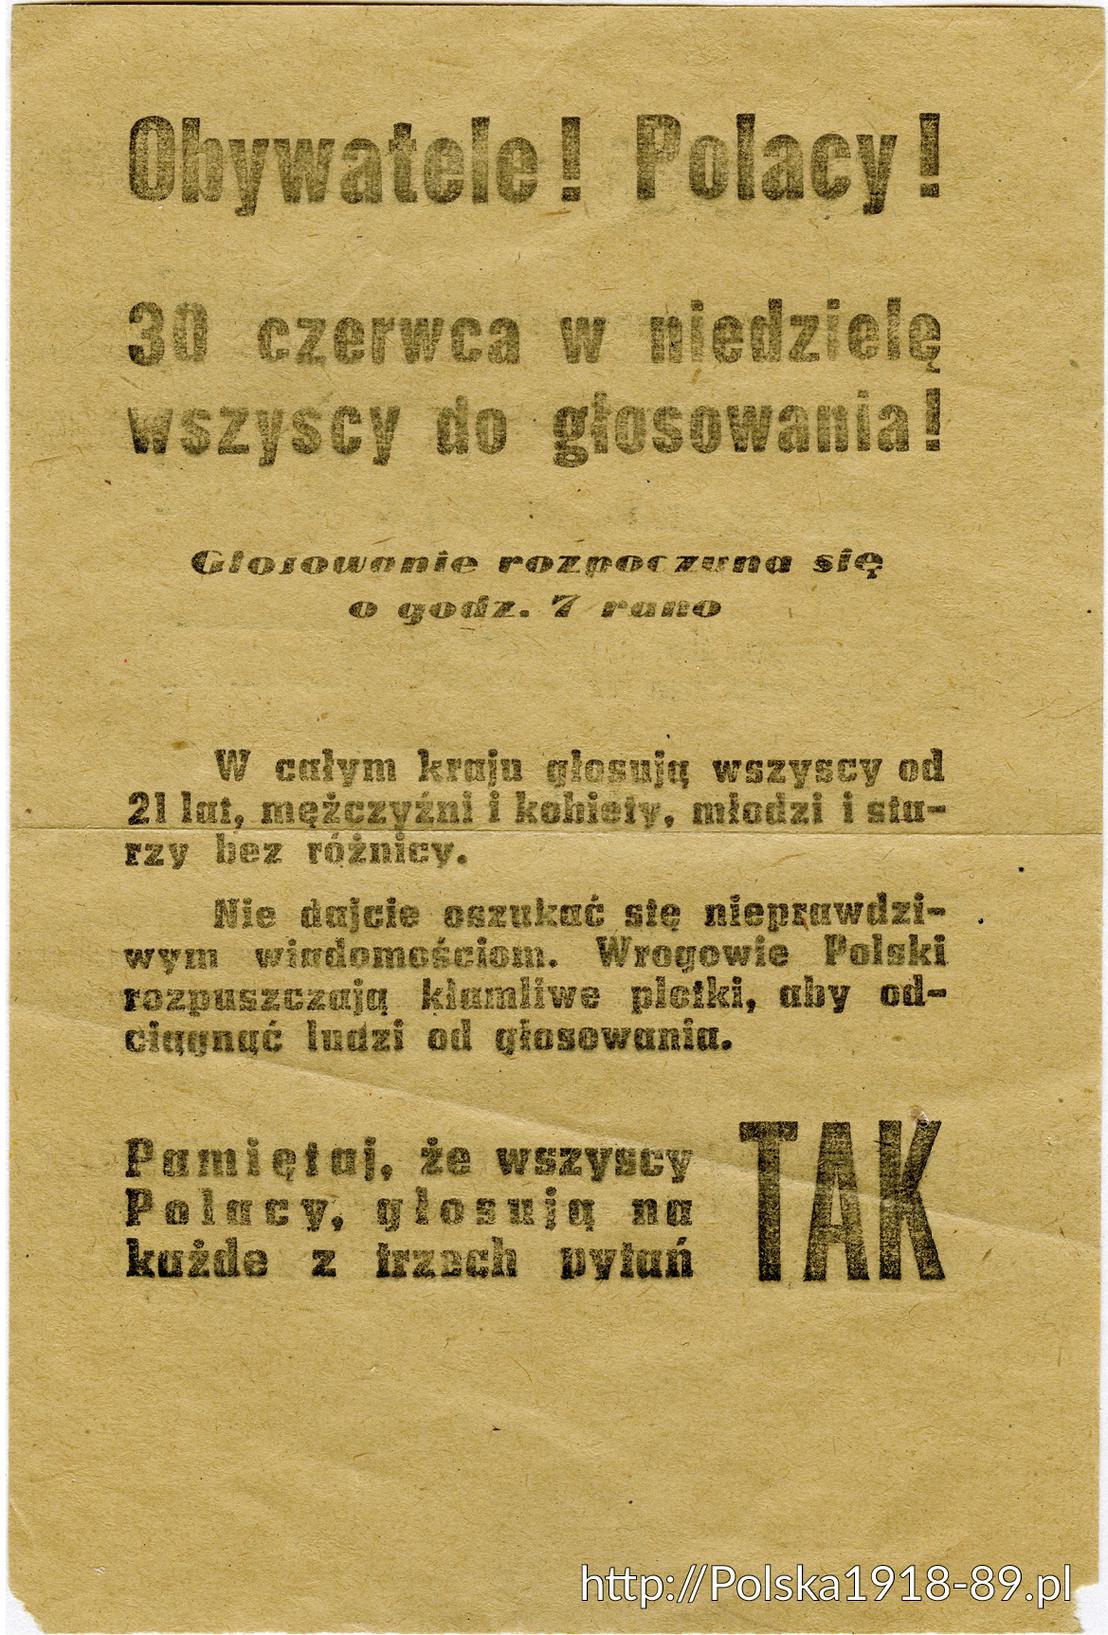 Obywatele! Polacy!
30 czerwca w niedzielę
wszyscy do głosowania!
Głosowanie rozpoczyna się
o godz. 7 rano
W całym kraju głosują wszyscy od
21 lat, mężczyźni i kobiety, młodzi i sta-
rzy bez różnicy.
Nie dajcie oszukać się nieprawdzi-
wym wiadomościom. Wrogowie Polski
rozpuszczają kłamliwe plotki, aby od-
ciągnąć ludzi od głosowania.
Pamiętaj, że wszyscy
Polacy, głosują na
każde z trzech pytań
TAK
http://Polska1918-89.pl